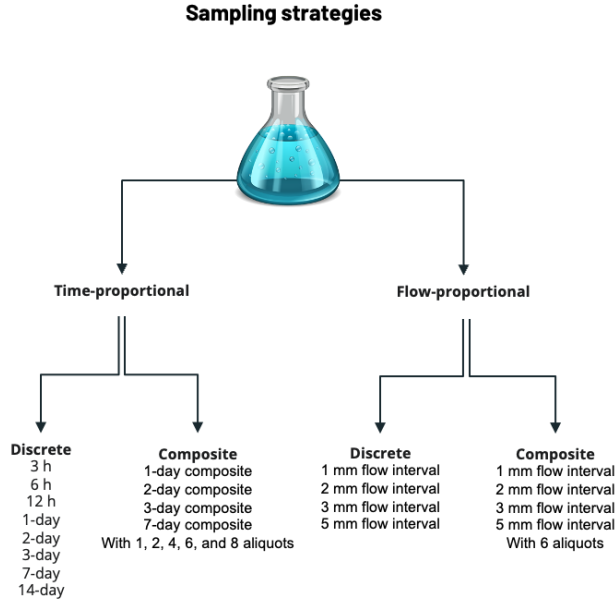 Sampling strategies
Time-proportional
Flow-proportional
Discrete
3 h
6 h
12 h
1-day
2-day
3-day
7-day
14-day
Composite
1-day composite
2-day composite
3-day composite
7-day composite
With 1, 2, 4, 6, and 8 aliquots
Discrete
1 mm flow interval
2 mm flow interval
3 mm flow interval
5 mm flow interval
Composite
1 mm flow interval
2 mm flow interval
3 mm flow interval
5 mm flow interval
With 6 aliquots